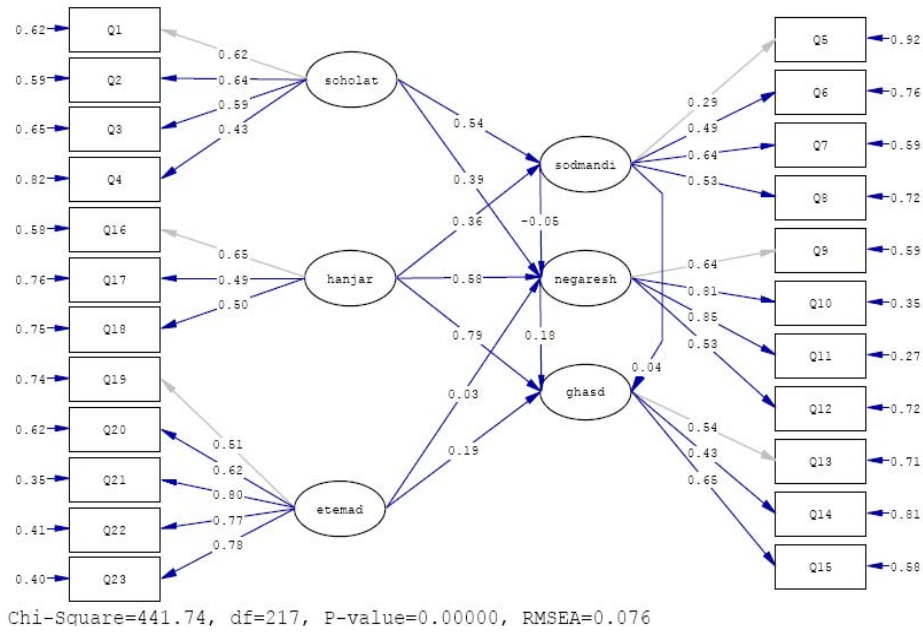 0.62 Q1 0.62 soholat Q5 0.92
0.59 Q2 0.64 0.29 Q6 0.76
0.65 Q3 0.59 0.54 0.49 Q7 0.59
0.82 Q4 0.43 sodmandi 0.64 Q8 0.72
0.39 0.53
0.58 Q16 0.65 0.36 -0.05 Q9 0.59
0.76 Q17 0.49 hanjar 0.58 negaresh 0.64 Q10 0.35
0.75 Q18 0.50 0.81
0.79 0.18 0.85 Q11 0.27
0.74 Q19 0.53
0.03 ghasd 0.04 Q12 0.72
0.62 Q20 0.51 0.54 Q13 0.71
0.62 0.19 0.43
0.35 Q21 0.80 0.65 Q14 0.81
0.41 Q22 0.77 etemad
0.40 Q23 0.78 Q15 0.58
Chi-Square=441.74, df=217, P-value=0.00000, RMSEA=0.076